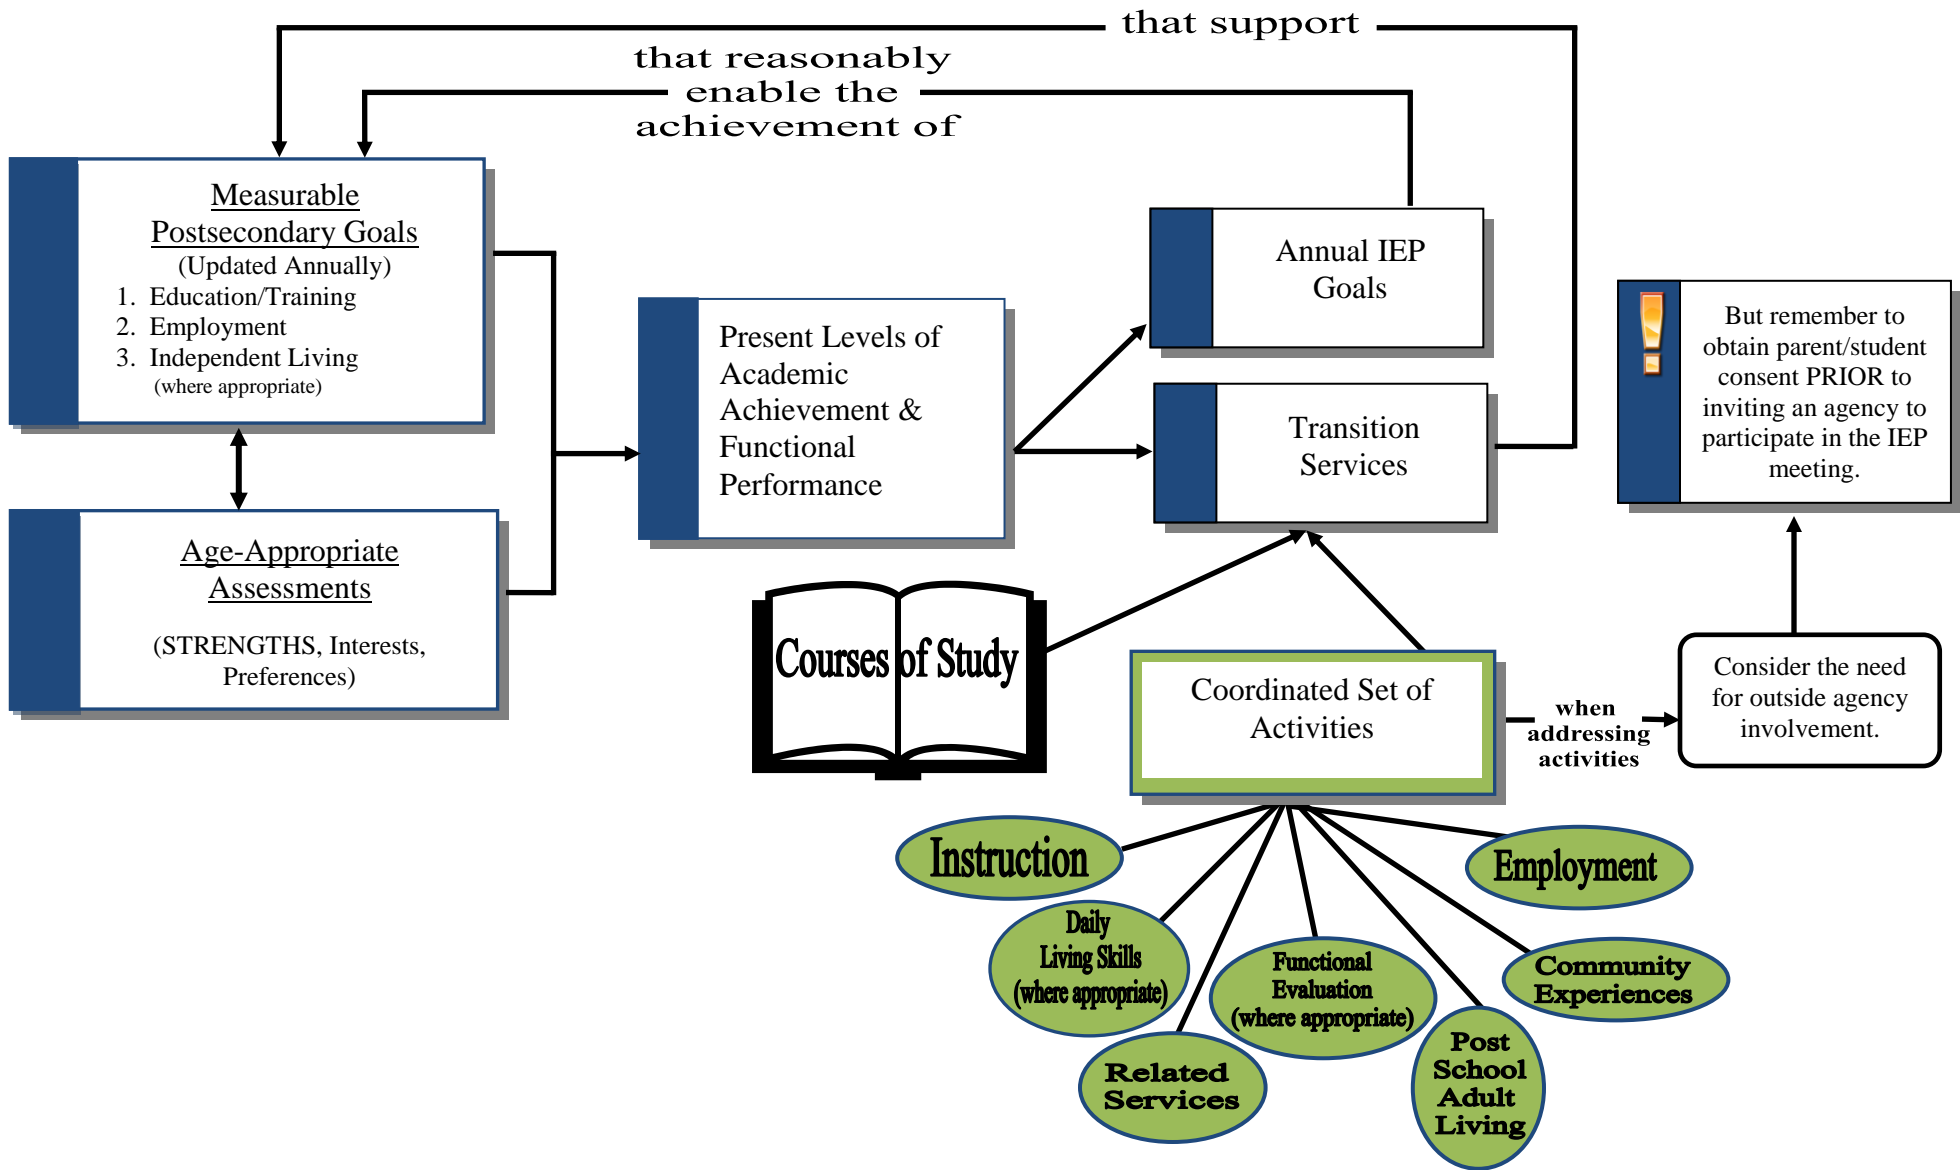 that support
that reasonably
enable the
achievement of
Measurable
Postsecondary Goals
(Updated Annually)
1. Education/Training
2. Employment
3. Independent Living
(where appropriate)
Age-Appropriate
Assessments
(STRENGTHS, Interests,
Preferences)
Present Levels of
Academic
Achievement &
Functional
Performance
Annual IEP
Goals
Transition
Services
But remember to
obtain parent/student
consent PRIOR to
inviting an agency to
participate in the IEP
meeting.
Courses of Study
Coordinated Set of
Activities
when
addressing
activities
Consider the need
for outside agency
involvement.
Instruction
Daily
Living Skills
(where appropriate)
Related
Services
Functional
Evaluation
(where appropriate)
Post
School
Adult
Living
Community
Experiences
Employment